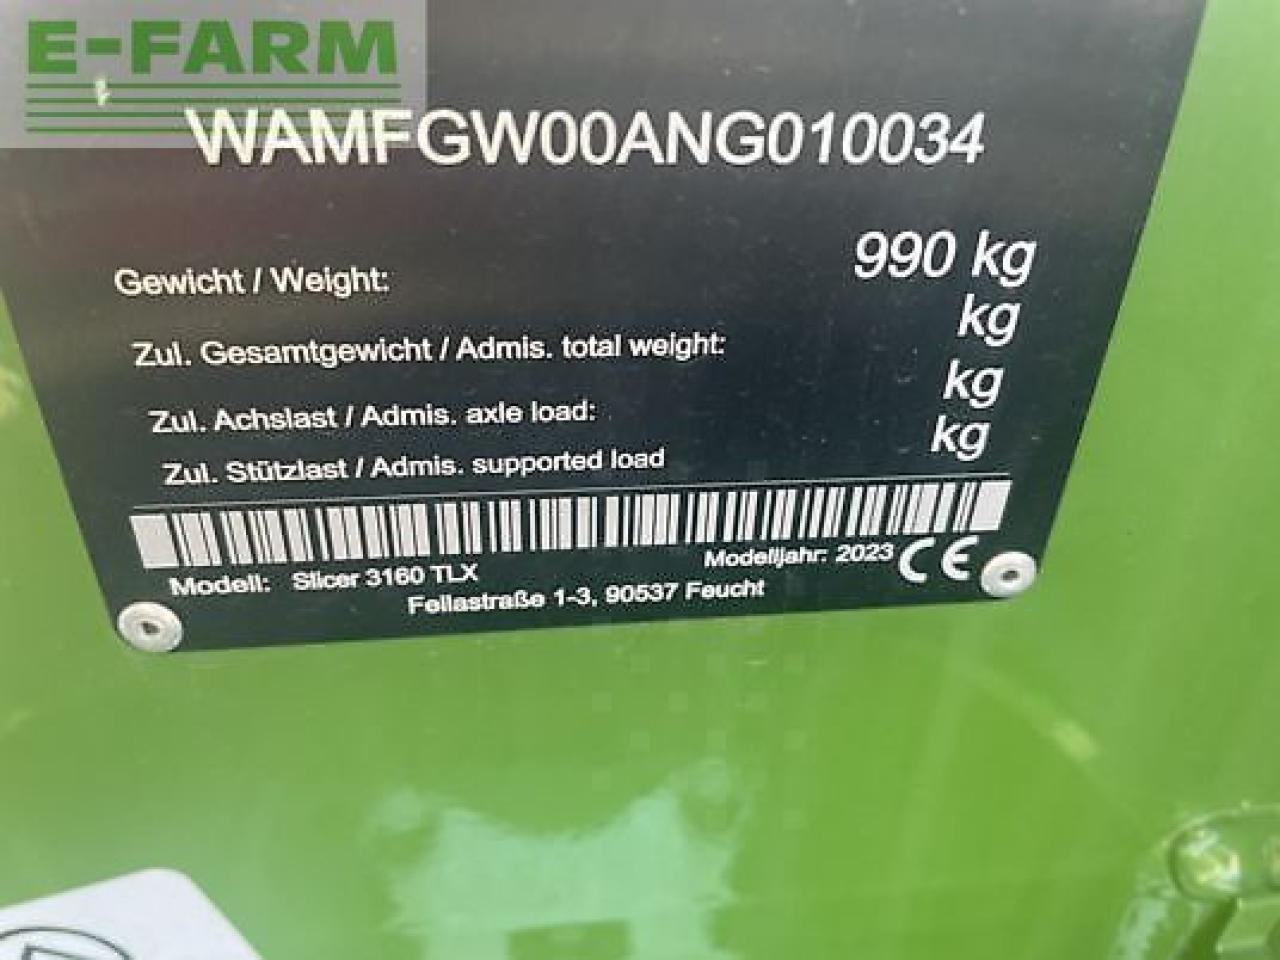 E-FARM
WAMFGW00ANG010034
Gewicht / Weight: 990 kg
Zul. Gesamtgewicht / Admis. total weight: kg
Zul. Achslast / Admis. axle load: kg
Zul. Stützlast / Admis. supported load kg
Modell: Slicer 3160 TLX Modelljahr: 2023 CE
Fellastraße 1-3, 90537 Feucht